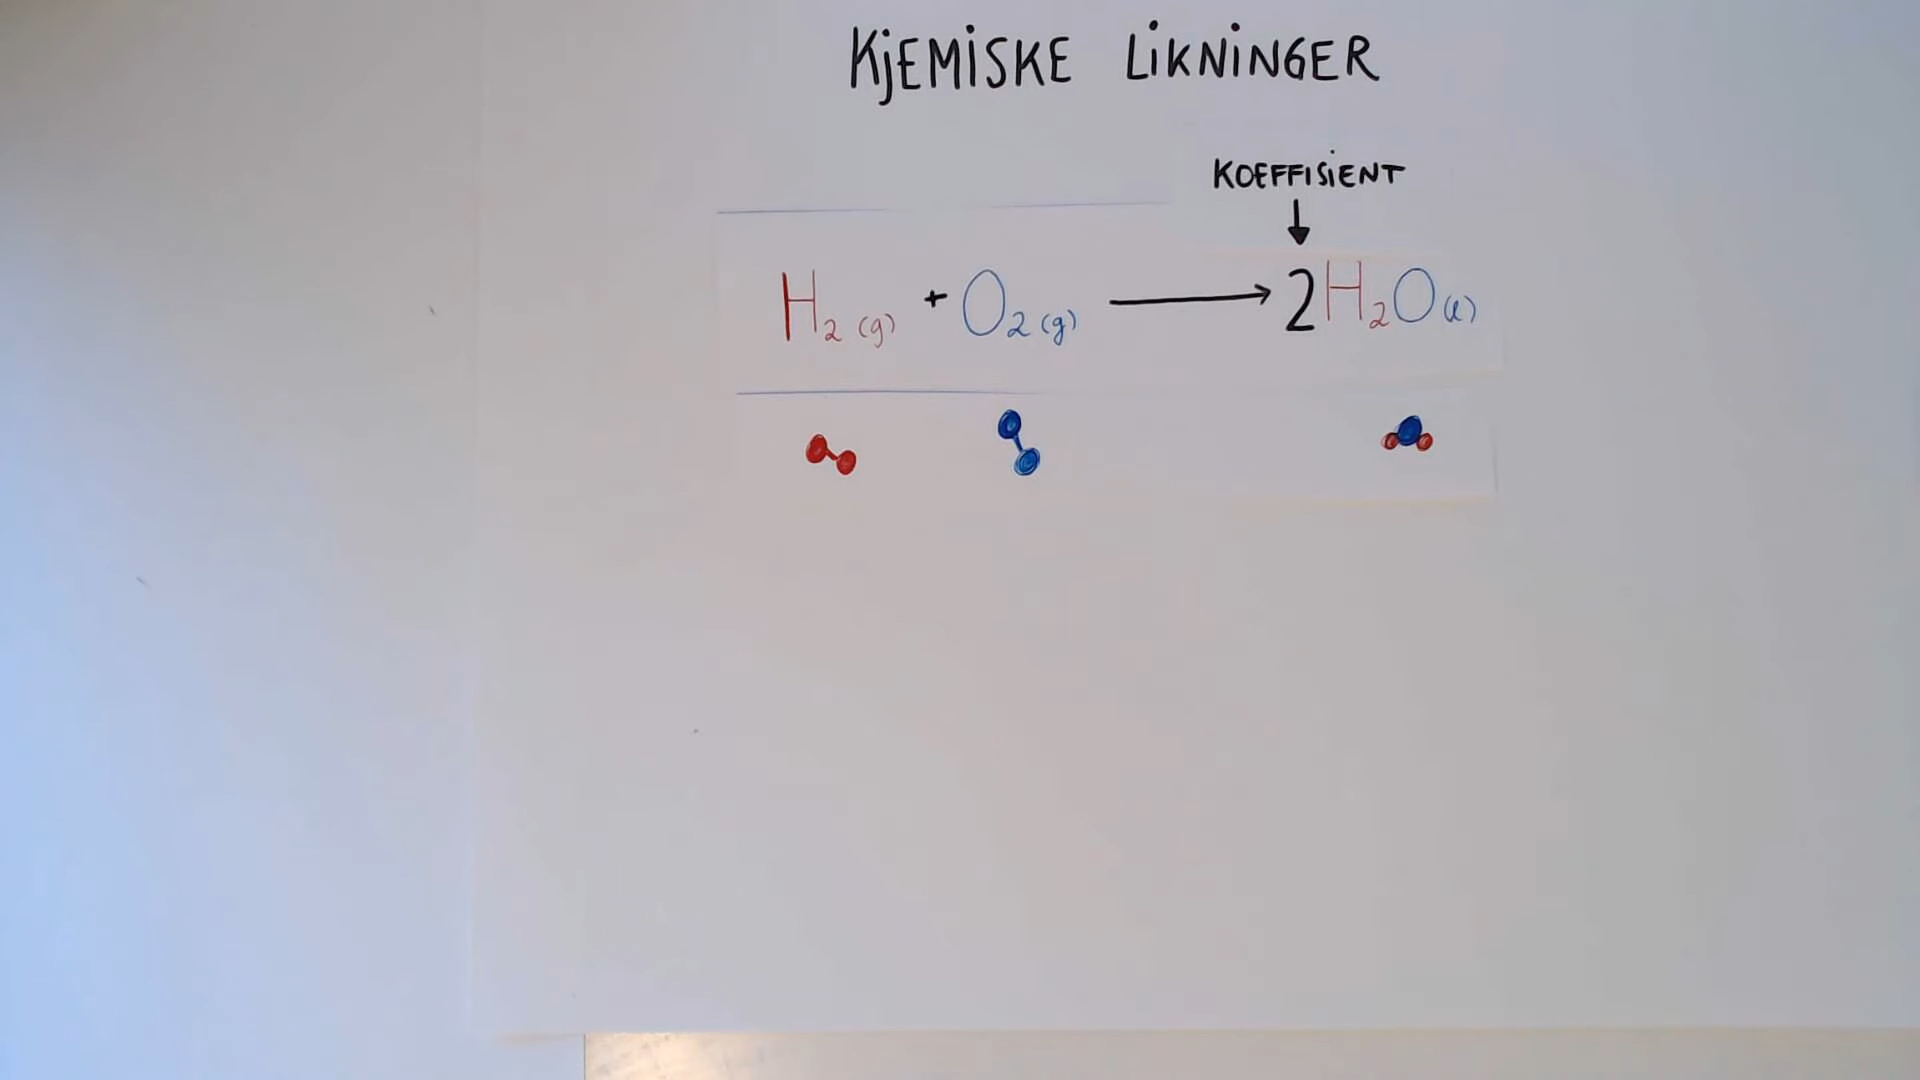 KjEMiSKE LiKNiNGER
KOEFFISiENT
H₂ (g) + O₂ (g) ⟶ 2H₂O (l)